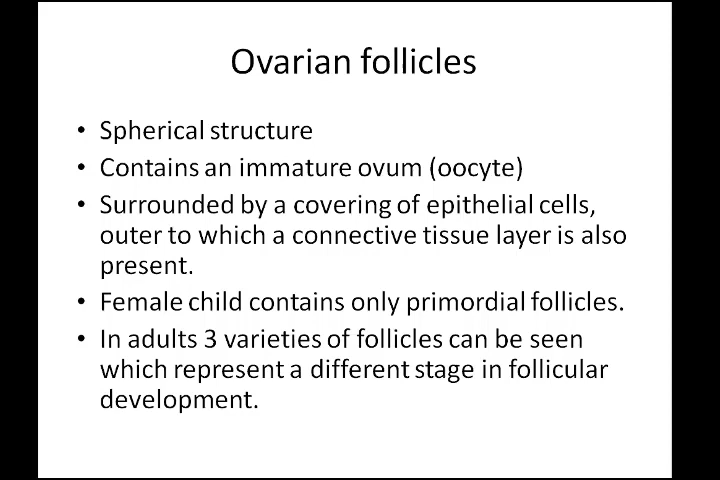 Ovarian follicles
• Spherical structure
• Contains an immature ovum (oocyte)
• Surrounded by a covering of epithelial cells,
outer to which a connective tissue layer is also
present.
• Female child contains only primordial follicles.
• In adults 3 varieties of follicles can be seen
which represent a different stage in follicular
development.